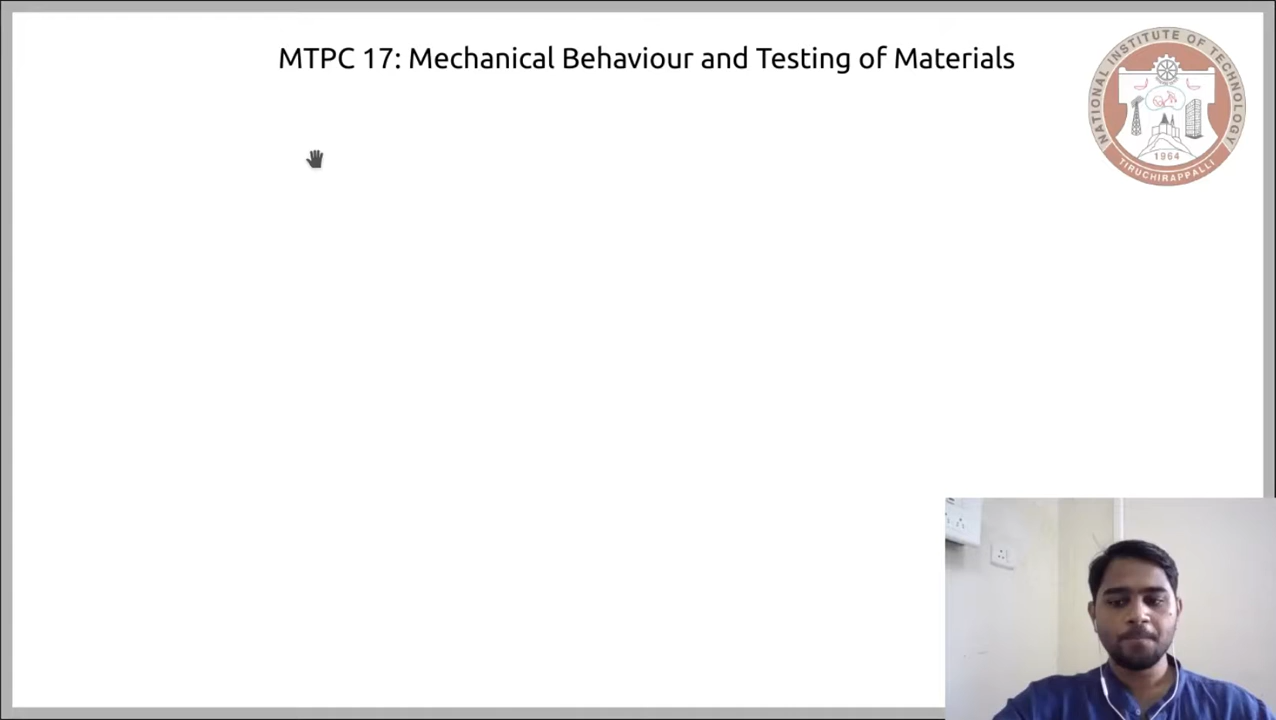 MTPC 17: Mechanical Behaviour and Testing of Materials
NATIONAL INSTITUTE OF TECHNOLOGY
1964
TIRUCHIRAPPALLI